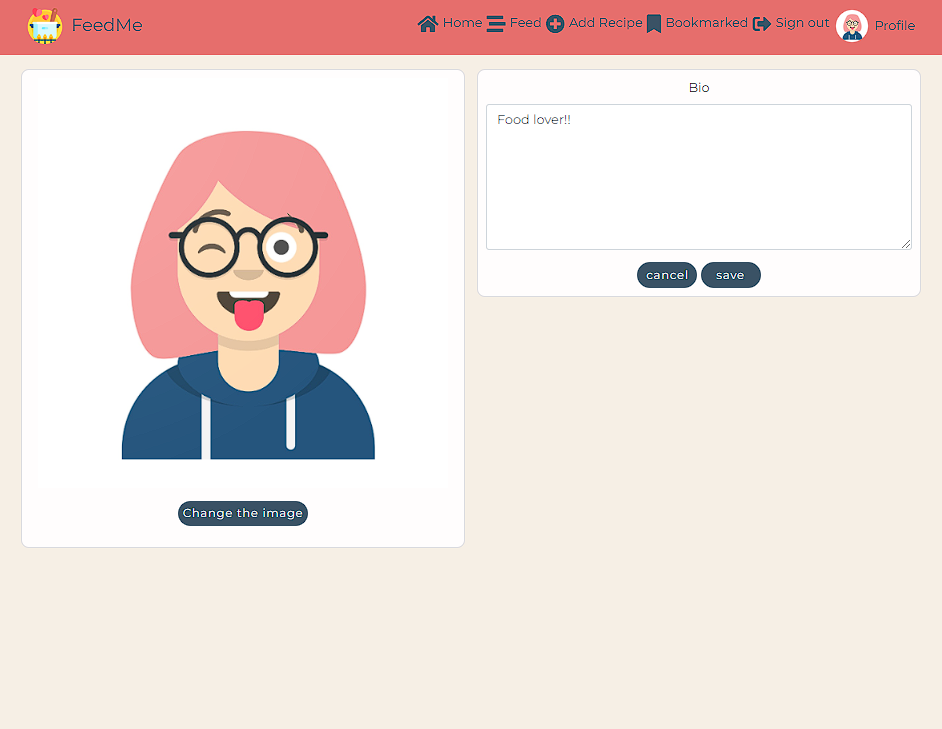 FeedMe Home Feed Add Recipe Bookmarked Sign out Profile
Bio
Food lover!!
cancel save
Change the image